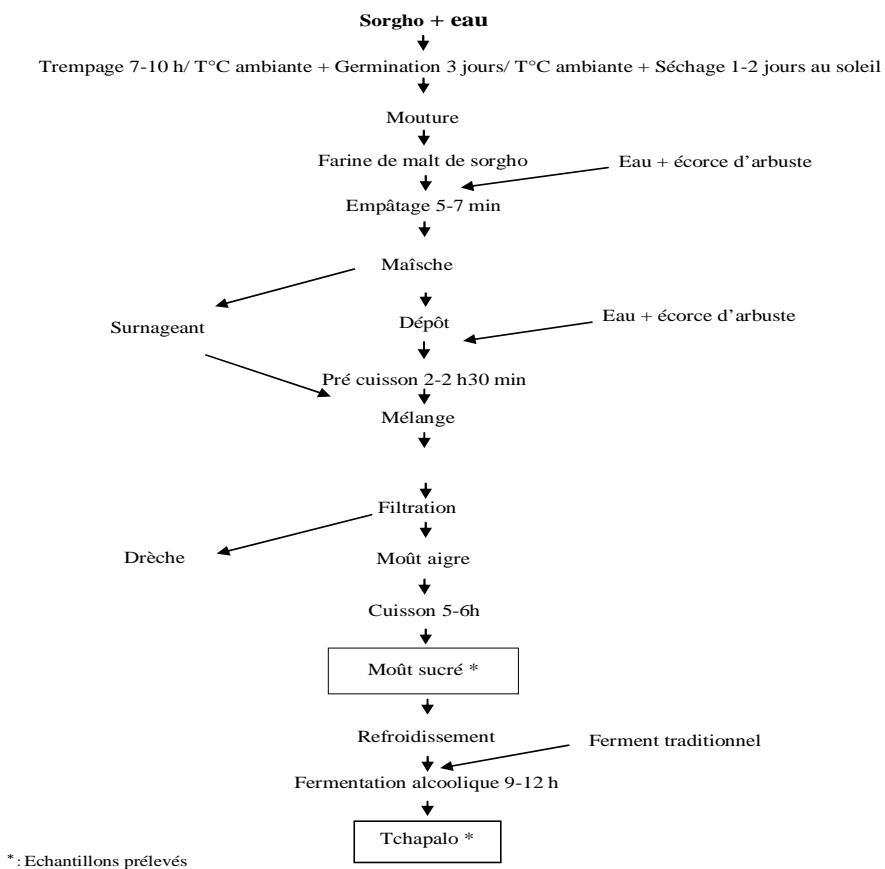 Sorgho + eau
Trempage 7-10 h/ T°C ambiante + Germination 3 jours/ T°C ambiante + Séchage 1-2 jours au soleil
Mouture
Farine de malt de sorgho
Eau + écorce d'arbuste
Empâtage 5-7 min
Maîsche
Surnageant
Dépôt
Eau + écorce d'arbuste
Pré cuisson 2-2 h30 min
Mélange
Filtration
Drèche
Moût aigre
Cuisson 5-6h
Moût sucré *
Refroidissement
Ferment traditionnel
Fermentation alcoolique 9-12 h
Tchapalo *
* : Echantillons prélevés